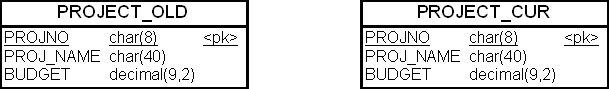 PROJECT_OLD
PROJNO char(8) <pk>
PROJ_NAME char(40)
BUDGET decimal(9,2)
PROJECT_CUR
PROJNO char(8) <pk>
PROJ_NAME char(40)
BUDGET decimal(9,2)